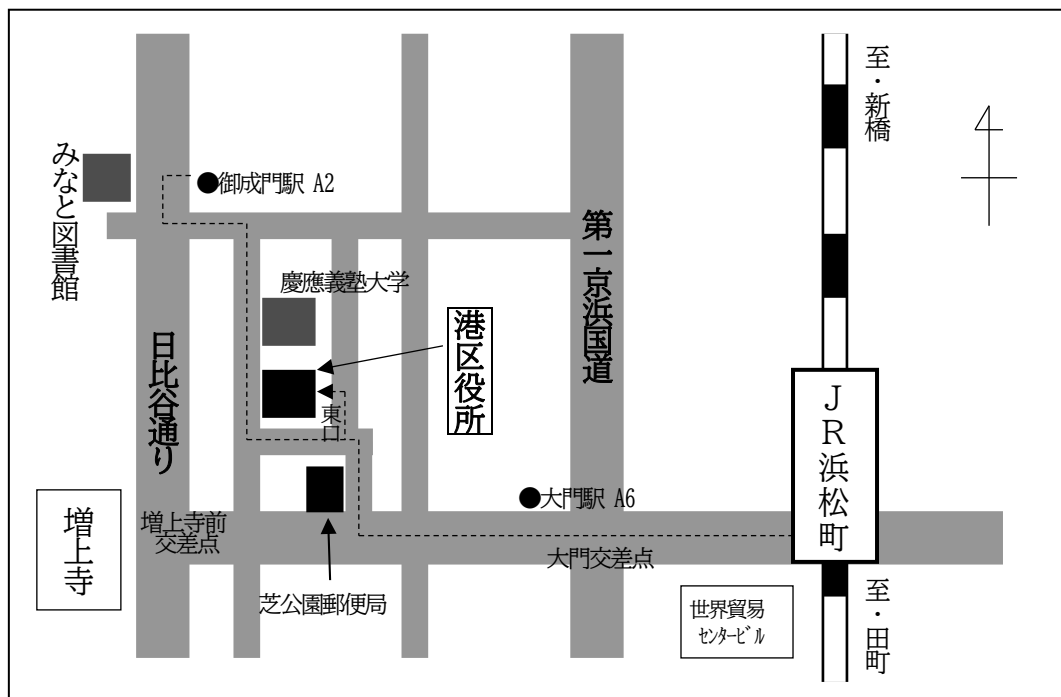 至・新橋
みなと図書館
御成門駅 A2
第一京浜国道
慶應義塾大学
港区役所
日比谷通り
東口
JR浜松町
大門駅 A6
増上寺
増上寺前
交差点
大門交差点
芝公園郵便局
世界貿易
センタービル
至・田町